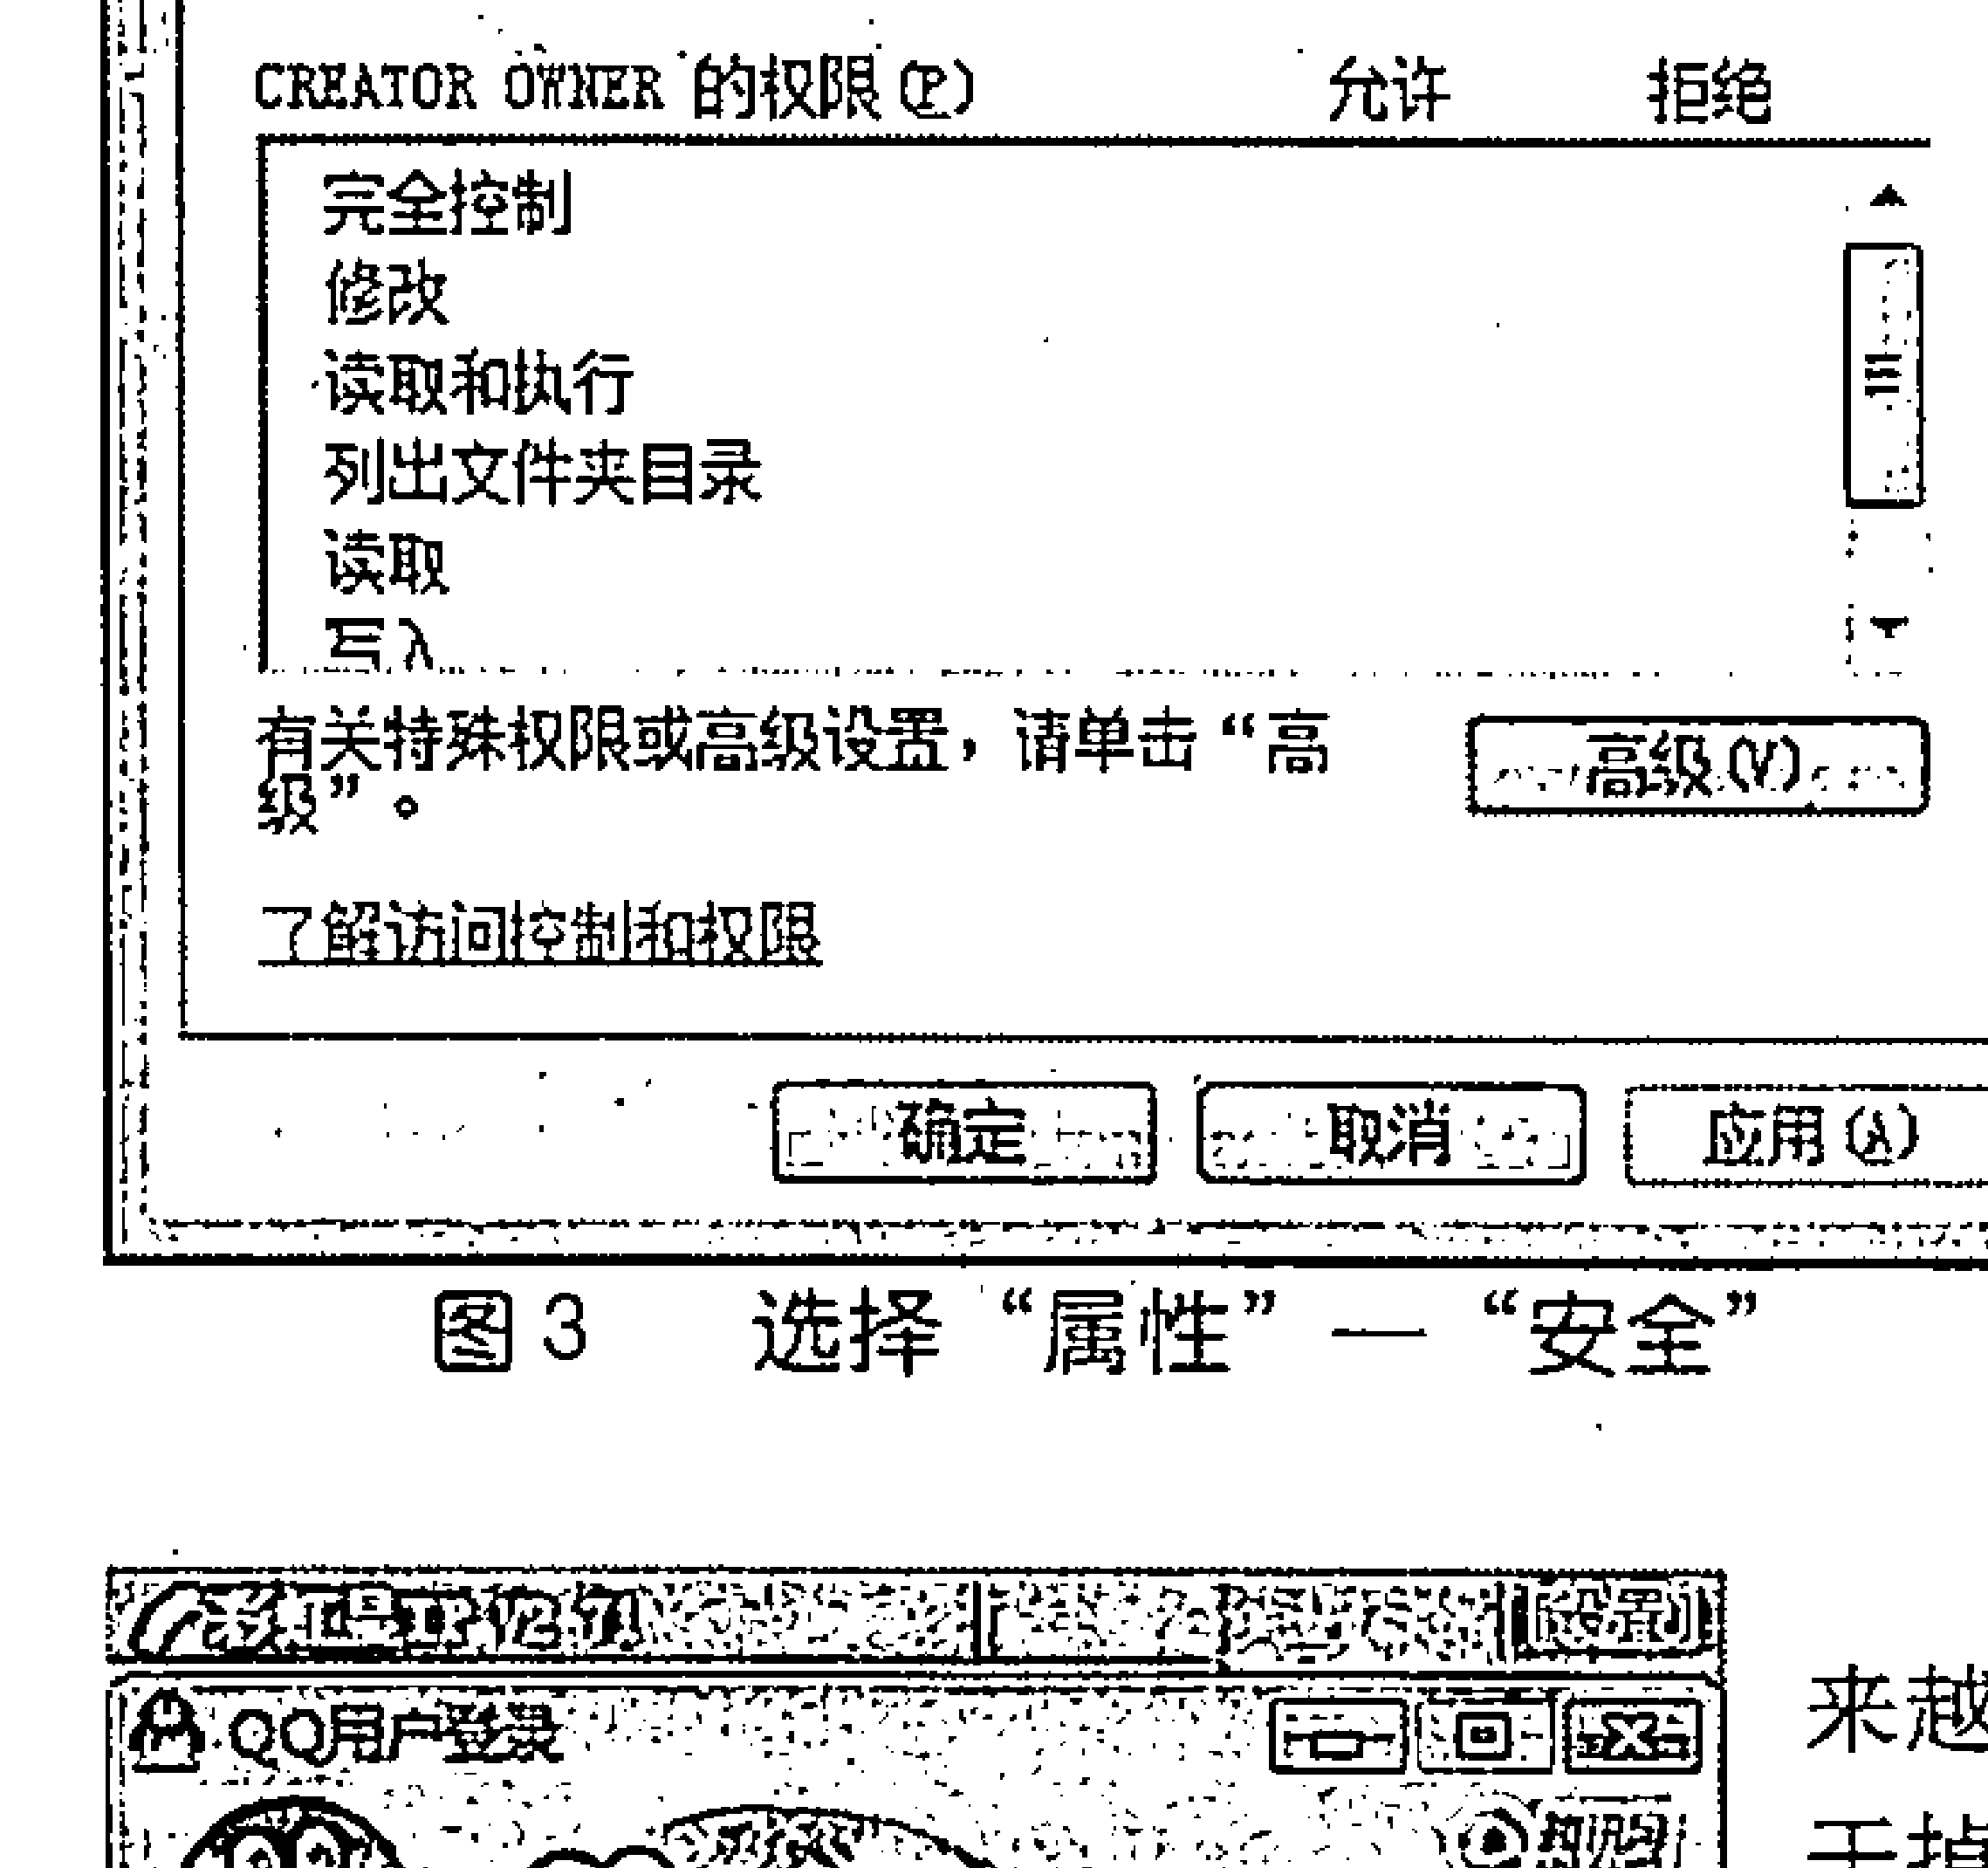 CREATOR OWNER 的权限(P) 允许 拒绝
完全控制
修改
读取和执行
列出文件夹目录
读取
写入
有关特殊权限或高级设置，请单击“高
级”。
高级(V)
了解访问控制和权限
确定 取消 应用(A)
图3 选择“属性”—“安全”
设置
QQ用户登录
来越
干掉